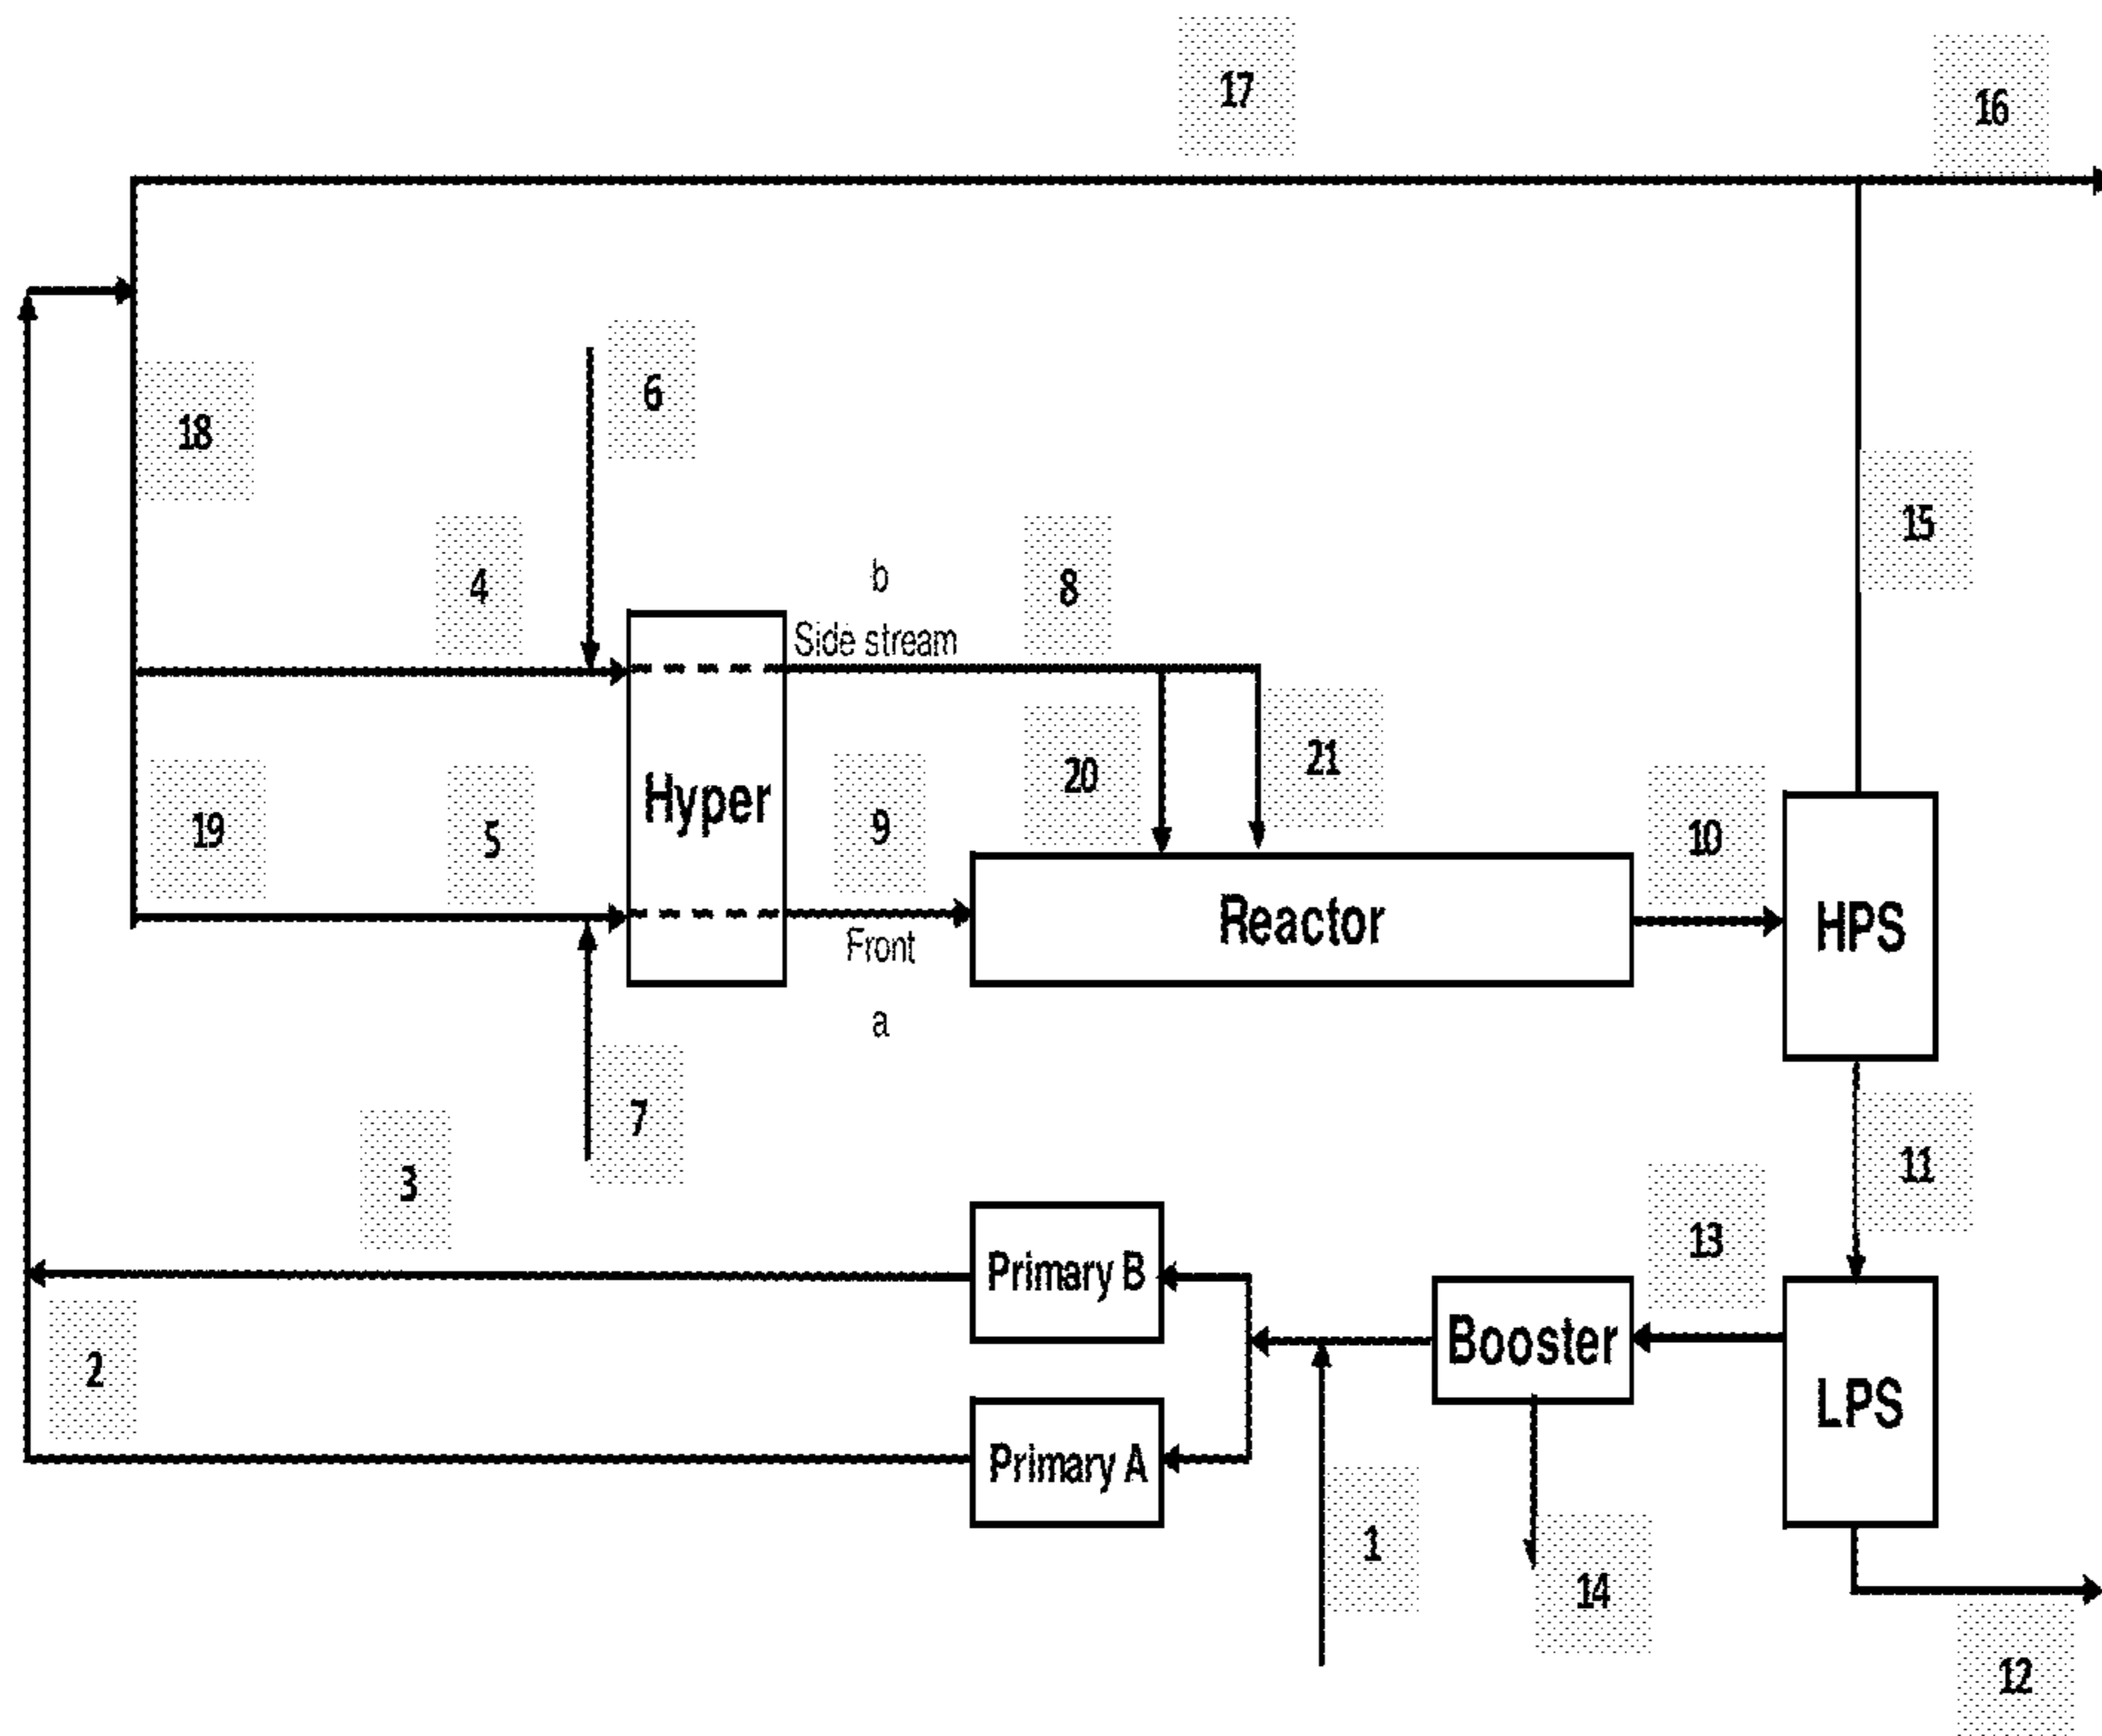 17
16
18
6
15
4
b
8
Side stream
20
21
19
5
Hyper
9
10
Reactor
HPS
Front
a
7
3
11
13
Primary B
Booster
2
LPS
Primary A
1
14
12